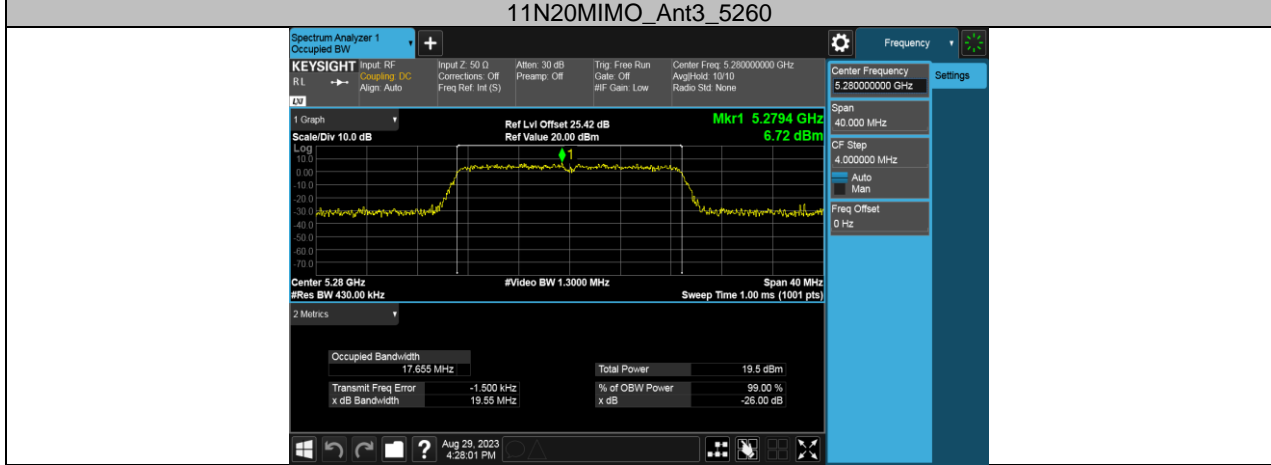 11N20MIMO_Ant3_5260
Spectrum Analyzer 1
Occupied BW
+
Frequency
KEYSIGHT
RL
LXI
Input: RF
Coupling: DC
Align: Auto
Input Z: 50 Ω
Corrections: Off
Freq Ref: Int (S)
Atten: 30 dB
Preamp: Off
Trig: Free Run
Gate: Off
#IF Gain: Low
Center Freq: 5.280000000 GHz
Avg|Hold: 10/10
Radio Std: None
Center Frequency
5.280000000 GHz
Settings
Span
40.000 MHz
CF Step
4.000000 MHz
Auto
Man
Freq Offset
0 Hz
1 Graph
Scale/Div 10.0 dB
Ref Lvl Offset 25.42 dB
Ref Value 20.00 dBm
Mkr1 5.2794 GHz
6.72 dBm
Log
10.0
0.00
-10.0
-20.0
-30.0
-40.0
-50.0
-60.0
-70.0
1
Center 5.28 GHz
#Video BW 1.3000 MHz
Span 40 MHz
#Res BW 430.00 kHz
Sweep Time 1.00 ms (1001 pts)
2 Metrics
Occupied Bandwidth
17.655 MHz
Total Power 19.5 dBm
Transmit Freq Error -1.500 kHz
% of OBW Power 99.00 %
x dB Bandwidth 19.55 MHz
x dB -26.00 dB
?
Aug 29, 2023
4:28:01 PM